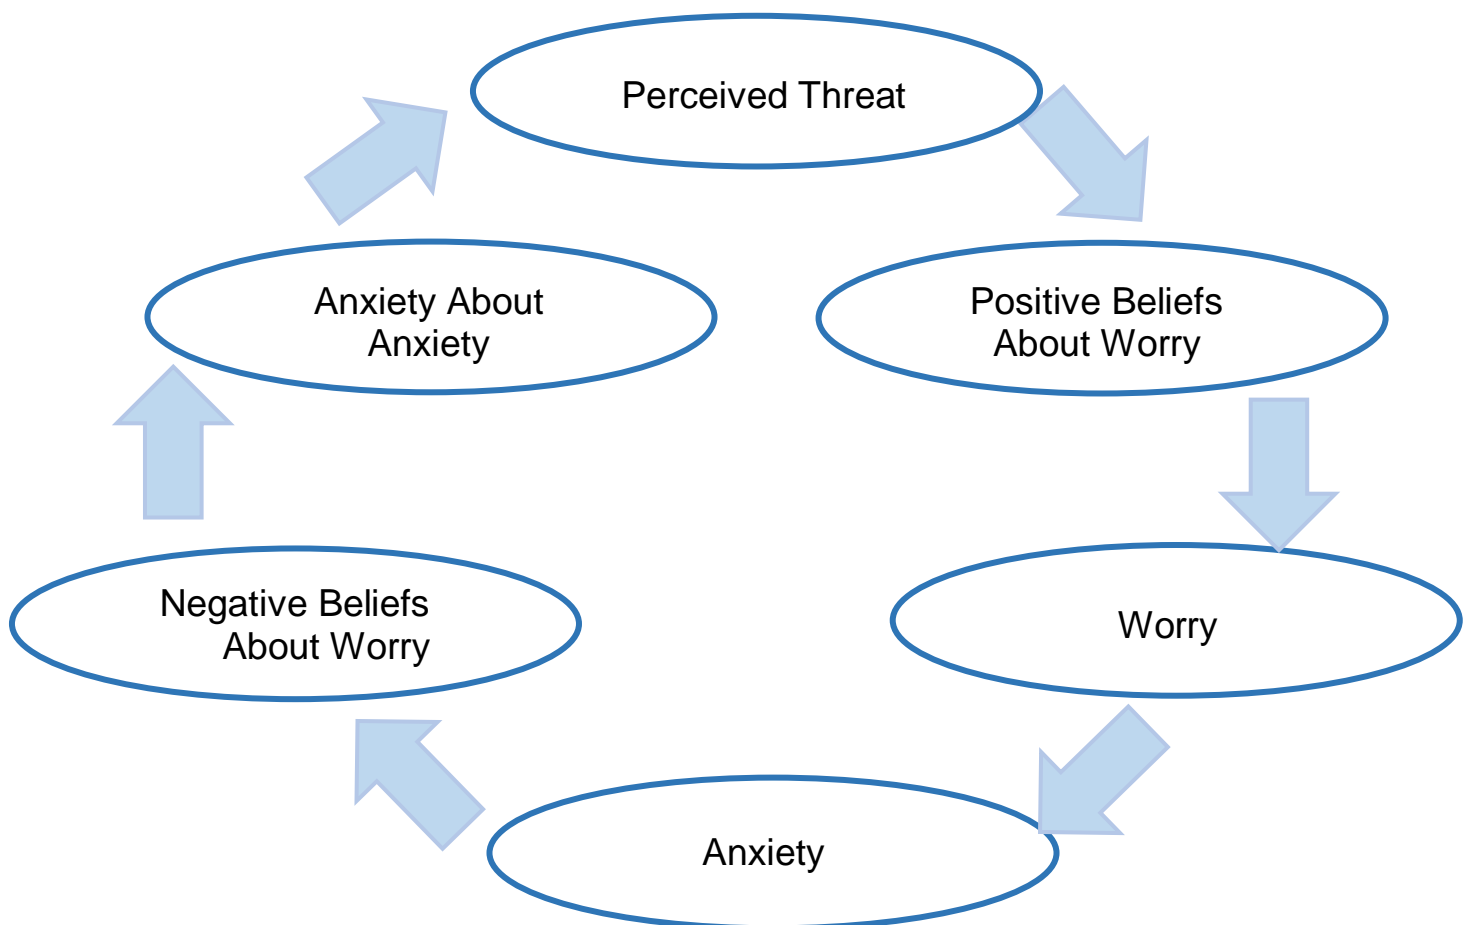 Perceived Threat
Positive Beliefs
About Worry
Worry
Anxiety
Negative Beliefs
About Worry
Anxiety About
Anxiety